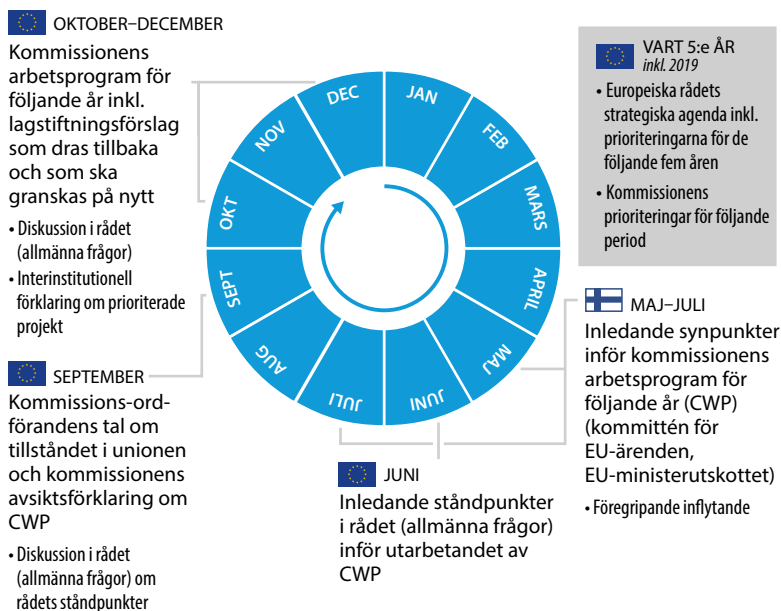 OKTOBER–DECEMBER
Kommissionens
arbetsprogram för
följande år inkl.
lagstiftningsförslag
som dras tillbaka
och som ska
granskas på nytt
• Diskussion i rådet
(allmänna frågor)
• Interinstitutionell
förklaring om prioriterade
projekt
SEPTEMBER
Kommissions-ord-
förandens tal om
tillståndet i unionen
och kommissionens
avsiktsförklaring om
CWP
• Diskussion i rådet
(allmänna frågor) om
rådets ståndpunkter
JAN
FEB
MARS
APRIL
MAJ
JUNI
JULI
AUG
SEPT
OKT
NOV
DEC
JUNI
Inledande ståndpunkter
i rådet (allmänna frågor)
inför utarbetandet av
CWP
VART 5:e ÅR
inkl. 2019
• Europeiska rådets
strategiska agenda inkl.
prioriteringarna för de
följande fem åren
• Kommissionens
prioriteringar för följande
period
MAJ–JULI
Inledande synpunkter
inför kommissionens
arbetsprogram för
följande år (CWP)
(kommittén för
EU-ärenden,
EU-ministerutskottet)
• Föregripande inflytande